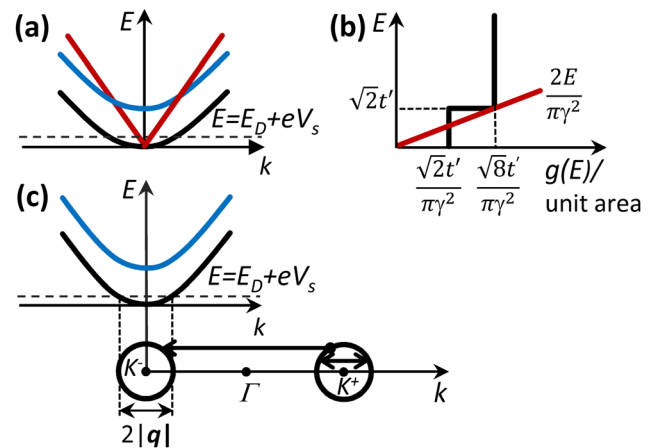 (a)
E
E=E_D+eV_s
k
(b)
E
√2t'
2E
πγ²
√2t'
πγ²
√8t'
πγ²
g(E)/
unit area
(c)
E
E=E_D+eV_s
k
K⁻
Γ
K⁺
k
2|q|